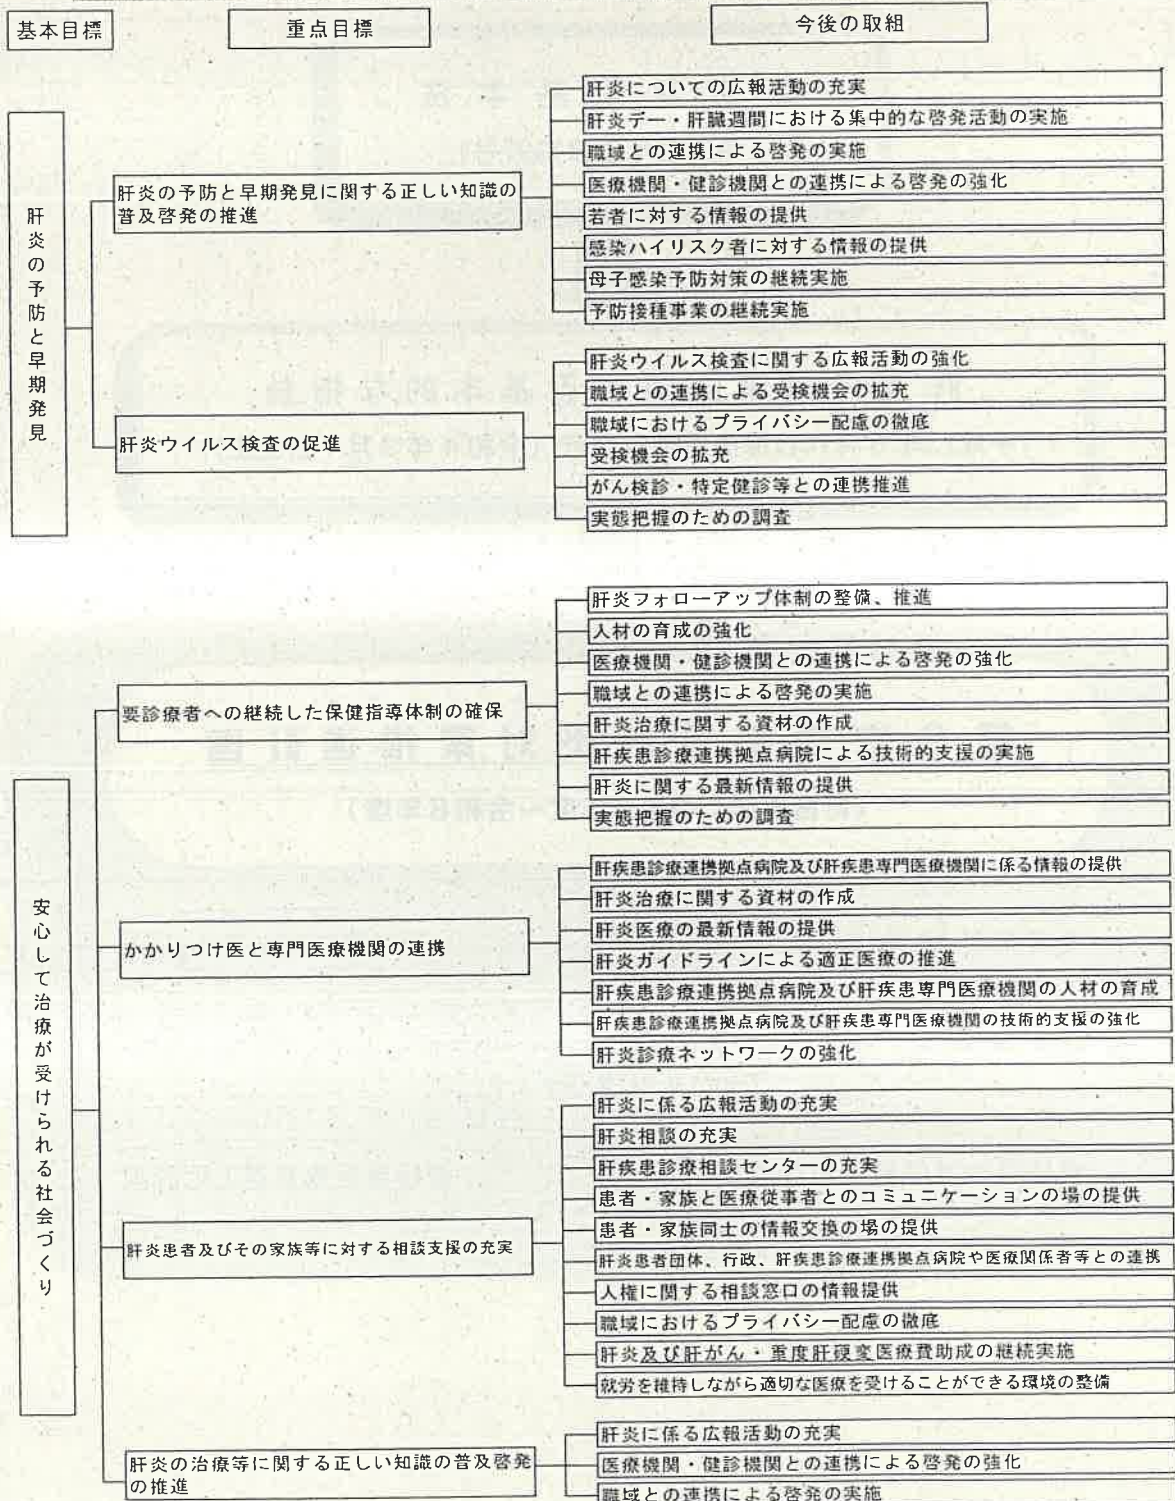 基本目標
重点目標
今後の取組
肝炎の予防と早期発見
肝炎の予防と早期発見に関する正しい知識の
普及啓発の推進
肝炎についての広報活動の充実
肝炎デー・肝臓週間における集中的な啓発活動の実施
職域との連携による啓発の実施
医療機関・健診機関との連携による啓発の強化
若者に対する情報の提供
感染ハイリスク者に対する情報の提供
母子感染予防対策の継続実施
予防接種事業の継続実施
肝炎ウイルス検査の促進
肝炎ウイルス検査に関する広報活動の強化
職域との連携による受検機会の拡充
職域におけるプライバシー配慮の徹底
受検機会の拡充
がん検診・特定健診等との連携推進
実態把握のための調査
安心して治療が受けられる社会づくり
要診療者への継続した保健指導体制の確保
肝炎フォローアップ体制の整備、推進
人材の育成の強化
医療機関・健診機関との連携による啓発の強化
職域との連携による啓発の実施
肝炎治療に関する資材の作成
肝疾患診療連携拠点病院による技術的支援の実施
肝炎に関する最新情報の提供
実態把握のための調査
かかりつけ医と専門医療機関の連携
肝疾患診療連携拠点病院及び肝疾患専門医療機関に係る情報の提供
肝炎治療に関する資材の作成
肝炎医療の最新情報の提供
肝炎ガイドラインによる適正医療の推進
肝疾患診療連携拠点病院及び肝疾患専門医療機関の人材の育成
肝疾患診療連携拠点病院及び肝疾患専門医療機関の技術的支援の強化
肝炎診療ネットワークの強化
肝炎患者及びその家族等に対する相談支援の充実
肝炎に係る広報活動の充実
肝炎相談の充実
肝疾患診療相談センターの充実
患者・家族と医療従事者とのコミュニケーションの場の提供
患者・家族同士の情報交換の場の提供
肝炎患者団体、行政、肝疾患診療連携拠点病院や医療関係者等との連携
人権に関する相談窓口の情報提供
職域におけるプライバシー配慮の徹底
肝炎及び肝がん・重度肝硬変医療費助成の継続実施
就労を維持しながら適切な医療を受けることができる環境の整備
肝炎の治療等に関する正しい知識の普及啓発
の推進
肝炎に係る広報活動の充実
医療機関・健診機関との連携による啓発の強化
職域との連携による啓発の実施